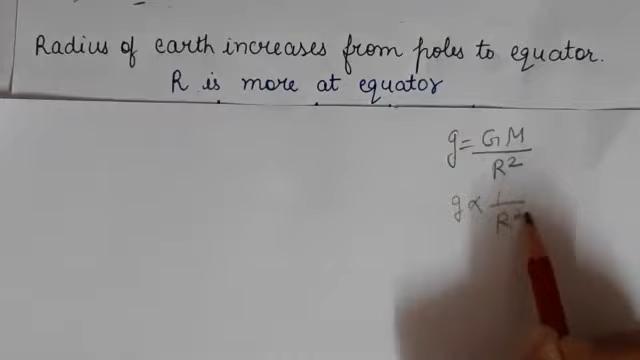 Radius of earth increases from poles to equator.
R is more at equator
g = GM / R²
g ∝ 1 / R²